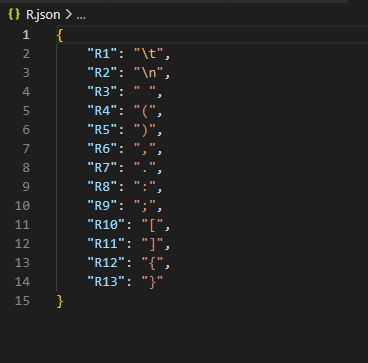 {} R.json > ...
1 {
2 "R1": "\t",
3 "R2": "\n",
4 "R3": " ",
5 "R4": "(",
6 "R5": ")",
7 "R6": ",",
8 "R7": ".",
9 "R8": ":",
10 "R9": ";",
11 "R10": "[",
12 "R11": "]",
13 "R12": "{",
14 "R13": "}"
15 }